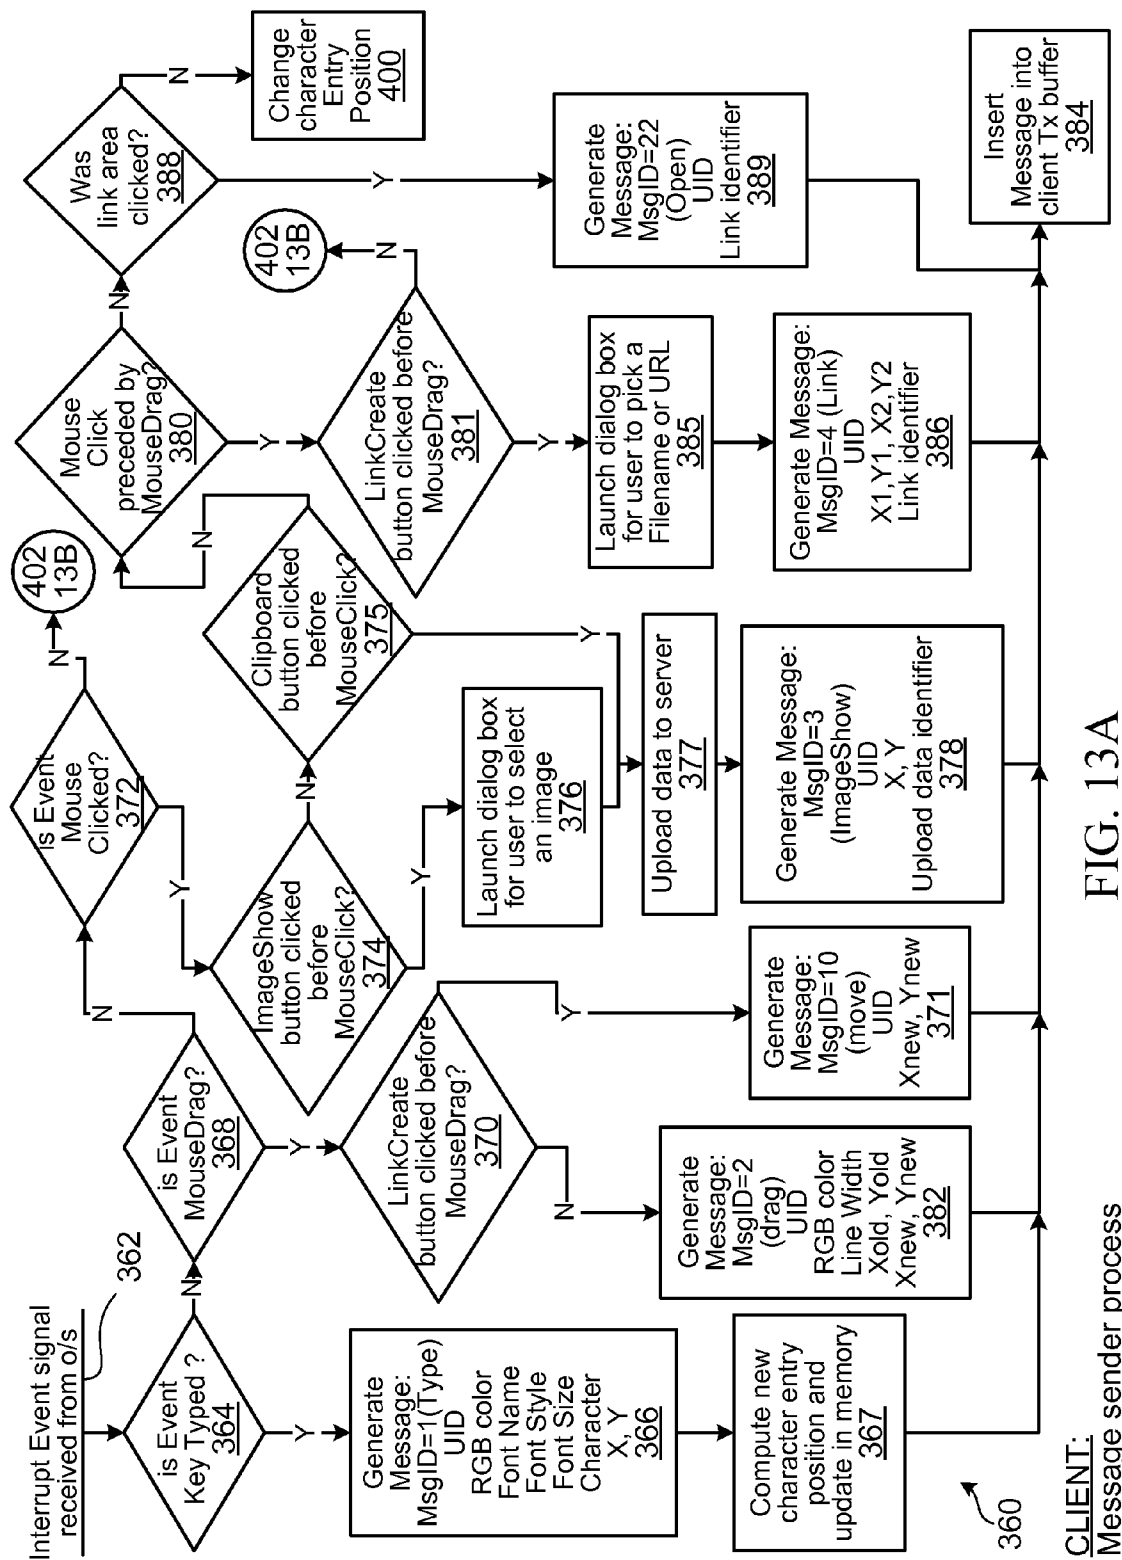 Interrupt Event signal
received from o/s
362
is Event
Key Typed ?
364
N
Y
Generate
Message:
MsgID=1(Type)
UID
RGB color
Font Name
Font Style
Font Size
Character
X, Y
366
Compute new
character entry
position and
update in memory
367
is Event
MouseDrag?
368
N
Y
LinkCreate
button clicked before
MouseDrag?
370
N
Y
Generate
Message:
MsgID=2
(drag)
UID
RGB color
Line Width
Xold, Yold
Xnew, Ynew
382
Generate
Message:
MsgID=10
(move)
UID
Xnew, Ynew
371
is Event
Mouse
Clicked?
372
N
402
13B
Y
ImageShow
button clicked
before
MouseClick?
374
N
Y
Launch dialog box
for user to select
an image
376
Clipboard
button clicked
before
MouseClick?
375
N
Y
Upload data to server
377
Generate Message:
MsgID=3
(ImageShow)
UID
X, Y
Upload data identifier
378
Mouse
Click
preceded by
MouseDrag?
380
N
Y
LinkCreate
button clicked before
MouseDrag?
381
N
402
13B
Y
Launch dialog box
for user to pick a
Filename or URL
385
Generate Message:
MsgID=4 (Link)
UID
X1,Y1, X2,Y2
Link identifier
386
Was
link area
clicked?
388
N
Change
character
Entry
Position
400
Y
Generate
Message:
MsgID=22
(Open)
UID
Link identifier
389
Insert
Message into
client Tx buffer
384
360
CLIENT:
Message sender process
FIG. 13A